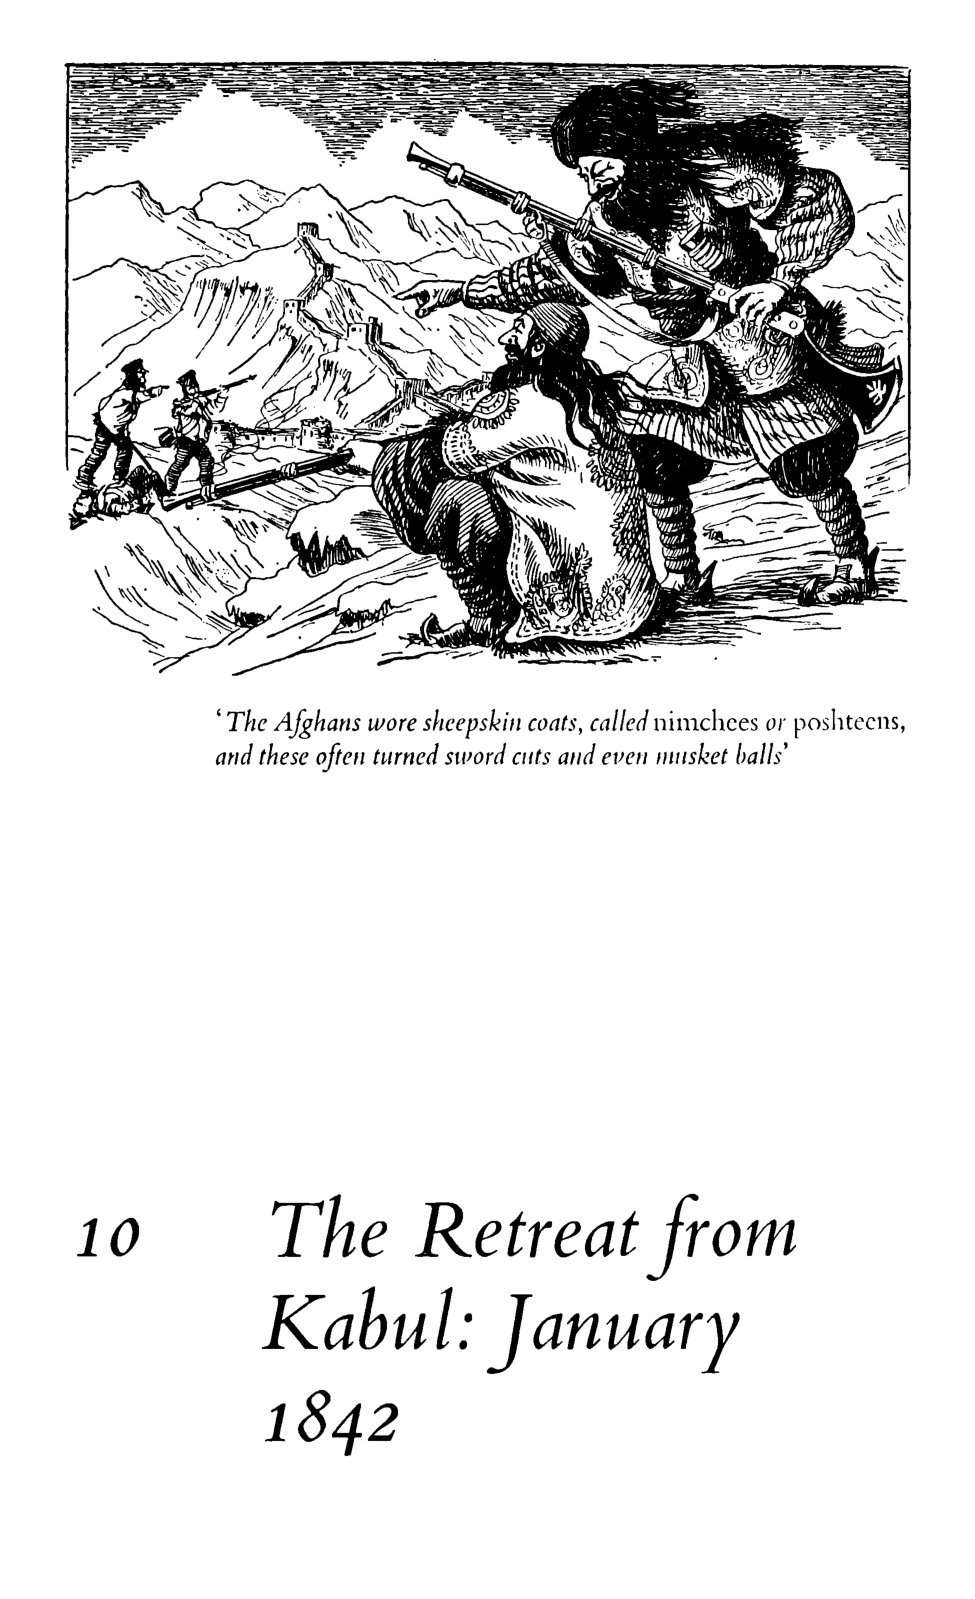 ‘The Afghans wore sheepskin coats, called nimchees or poshteens,
and these often turned sword cuts and even musket balls’
10 The Retreat from
Kabul: January
1842